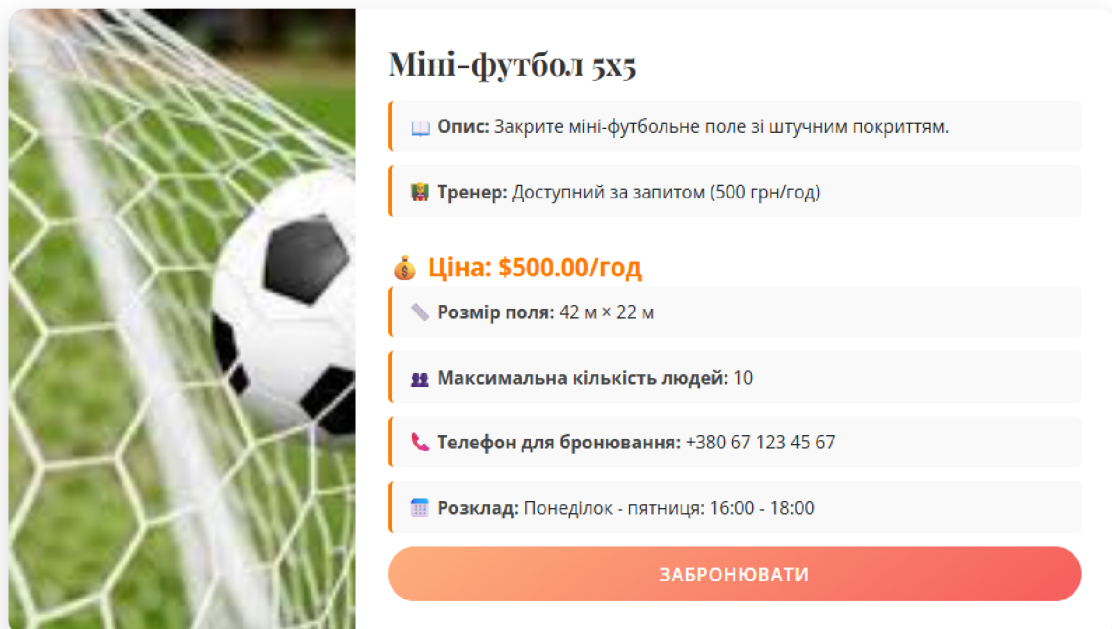 Міні-футбол 5x5
Опис: Закрите міні-футбольне поле зі штучним покриттям.
Тренер: Доступний за запитом (500 грн/год)
Ціна: $500.00/год
Розмір поля: 42 м × 22 м
Максимальна кількість людей: 10
Телефон для бронювання: +380 67 123 45 67
Розклад: Понеділок - пятниця: 16:00 - 18:00
ЗАБРОНЮВАТИ